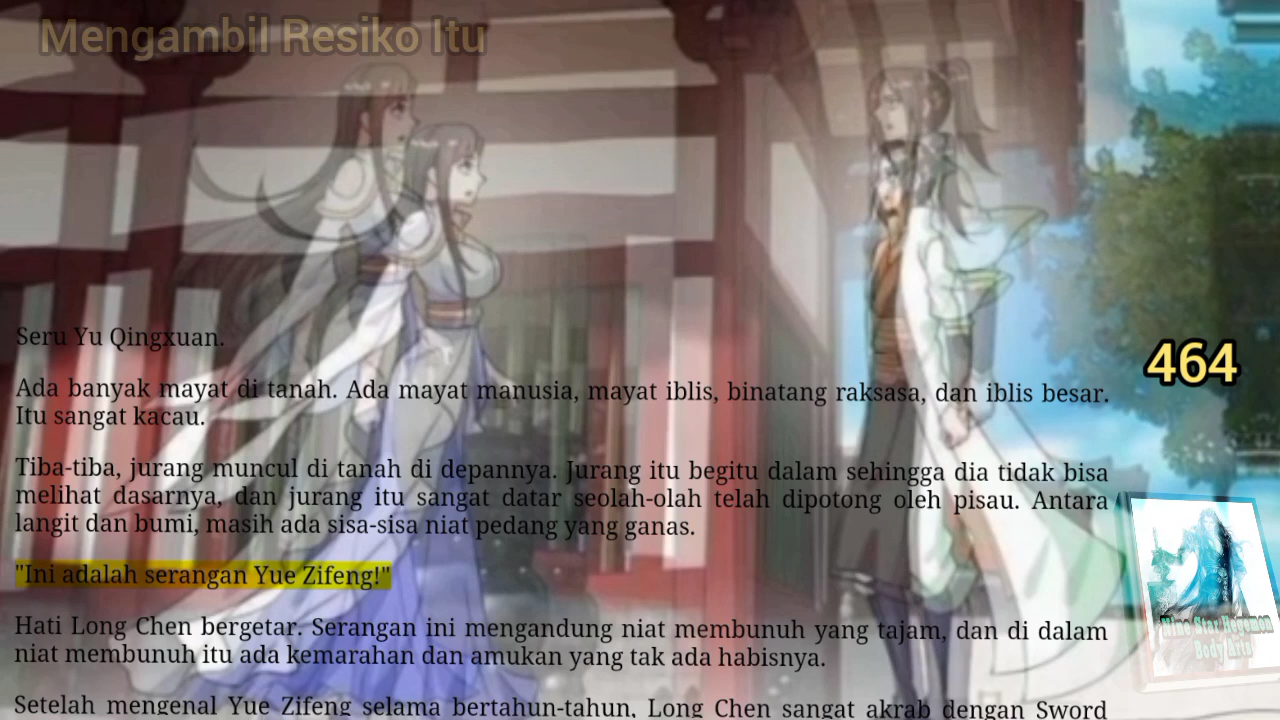 Mengambil Resiko Itu
Seru Yu Qingxuan.
Ada banyak mayat di tanah. Ada mayat manusia, mayat iblis, binatang raksasa, dan iblis besar.
Itu sangat kacau.
Tiba-tiba, jurang muncul di tanah di depannya. Jurang itu begitu dalam sehingga dia tidak bisa
melihat dasarnya, dan jurang itu sangat datar seolah-olah telah dipotong oleh pisau. Antara
langit dan bumi, masih ada sisa-sisa niat pedang yang ganas.
"Ini adalah serangan Yue Zifeng!"
Hati Long Chen bergetar. Serangan ini mengandung niat membunuh yang tajam, dan di dalam
niat membunuh itu ada kemarahan dan amukan yang tak ada habisnya.
Setelah mengenal Yue Zifeng selama bertahun-tahun, Long Chen sangat akrab dengan Sword
464
Nine Star Hegemon
Body Arts